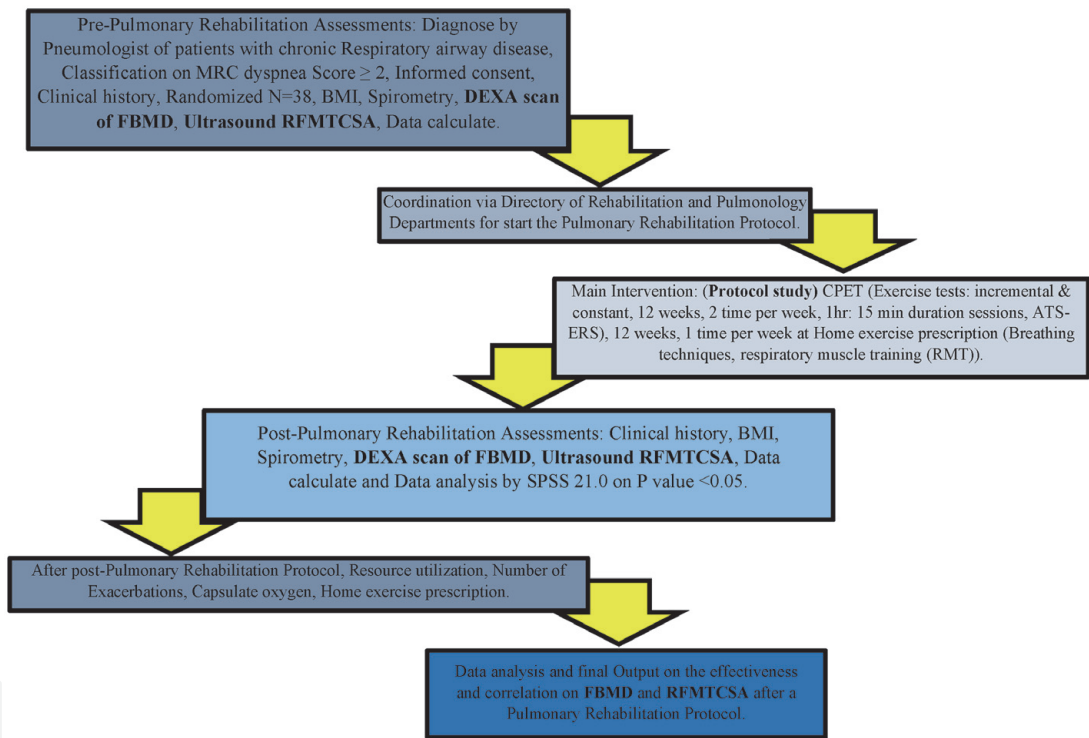 Pre-Pulmonary Rehabilitation Assessments: Diagnose by
Pneumologist of patients with chronic Respiratory airway disease,
Classification on MRC dyspnea Score ≥ 2, Informed consent,
Clinical history, Randomized N=38, BMI, Spirometry, DEXA scan
of FBMD, Ultrasound RFMTCSA, Data calculate.
Coordination via Directory of Rehabilitation and Pulmonology
Departments for start the Pulmonary Rehabilitation Protocol.
Main Intervention: (Protocol study) CPET (Exercise tests: incremental &
constant, 12 weeks, 2 time per week, 1hr: 15 min duration sessions, ATS-
ERS), 12 weeks, 1 time per week at Home exercise prescription (Breathing
techniques, respiratory muscle training (RMT)).
Post-Pulmonary Rehabilitation Assessments: Clinical history, BMI,
Spirometry, DEXA scan of FBMD, Ultrasound RFMTCSA, Data
calculate and Data analysis by SPSS 21.0 on P value <0.05.
After post-Pulmonary Rehabilitation Protocol, Resource utilization, Number of
Exacerbations, Capsulate oxygen, Home exercise prescription.
Data analysis and final Output on the effectiveness
and correlation on FBMD and RFMTCSA after a
Pulmonary Rehabilitation Protocol.